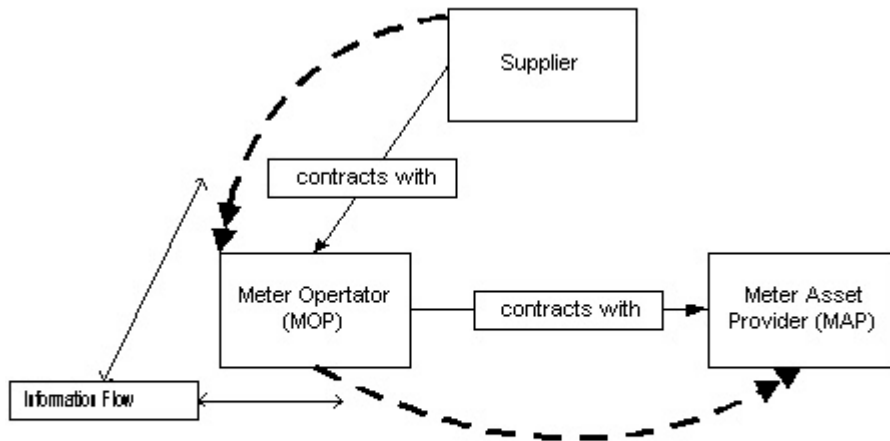 Supplier
contracts with
Meter Opertator
(MOP)
contracts with
Meter Asset
Provider (MAP)
Information Flow